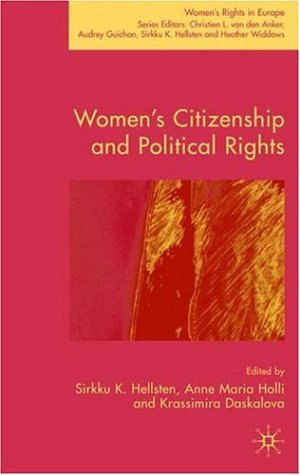 Women's Rights in Europe
Series Editors: Christien L. van den Anker,
Audrey Guichon, Sirkku K. Hellsten and Heather Widdows
Women's Citizenship
and Political Rights
Edited by
Sirkku K. Hellsten, Anne Maria Holli
and Krassimira Daskalova